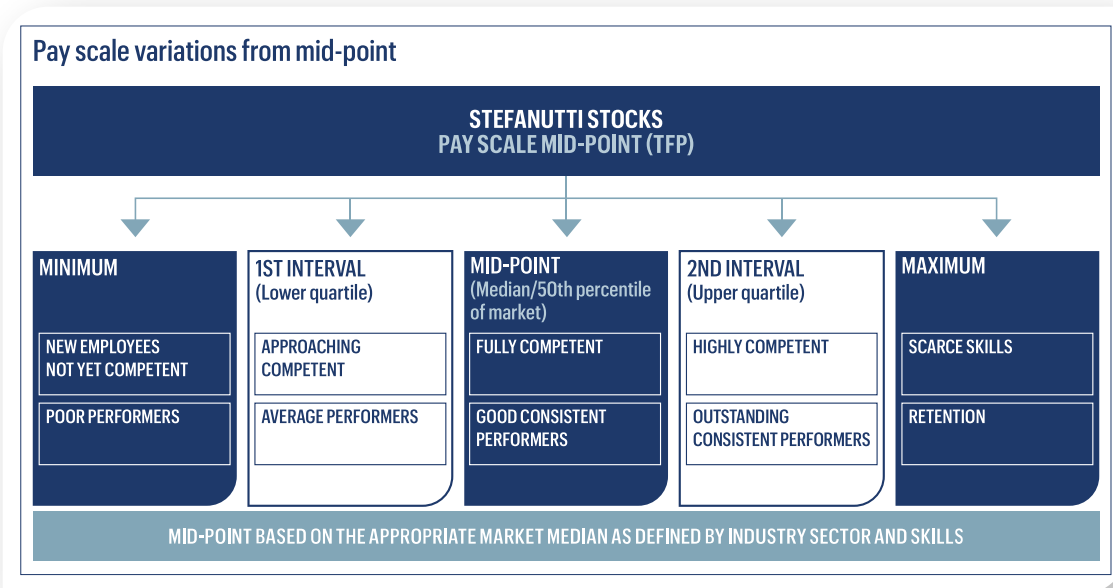 Pay scale variations from mid-point
STEFANUTTI STOCKS
PAY SCALE MID-POINT (TFP)
MINIMUM
NEW EMPLOYEES
NOT YET COMPETENT
POOR PERFORMERS
1ST INTERVAL
(Lower quartile)
APPROACHING
COMPETENT
AVERAGE PERFORMERS
MID-POINT
(Median/50th percentile
of market)
FULLY COMPETENT
GOOD CONSISTENT
PERFORMERS
2ND INTERVAL
(Upper quartile)
HIGHLY COMPETENT
OUTSTANDING
CONSISTENT PERFORMERS
MAXIMUM
SCARCE SKILLS
RETENTION
MID-POINT BASED ON THE APPROPRIATE MARKET MEDIAN AS DEFINED BY INDUSTRY SECTOR AND SKILLS